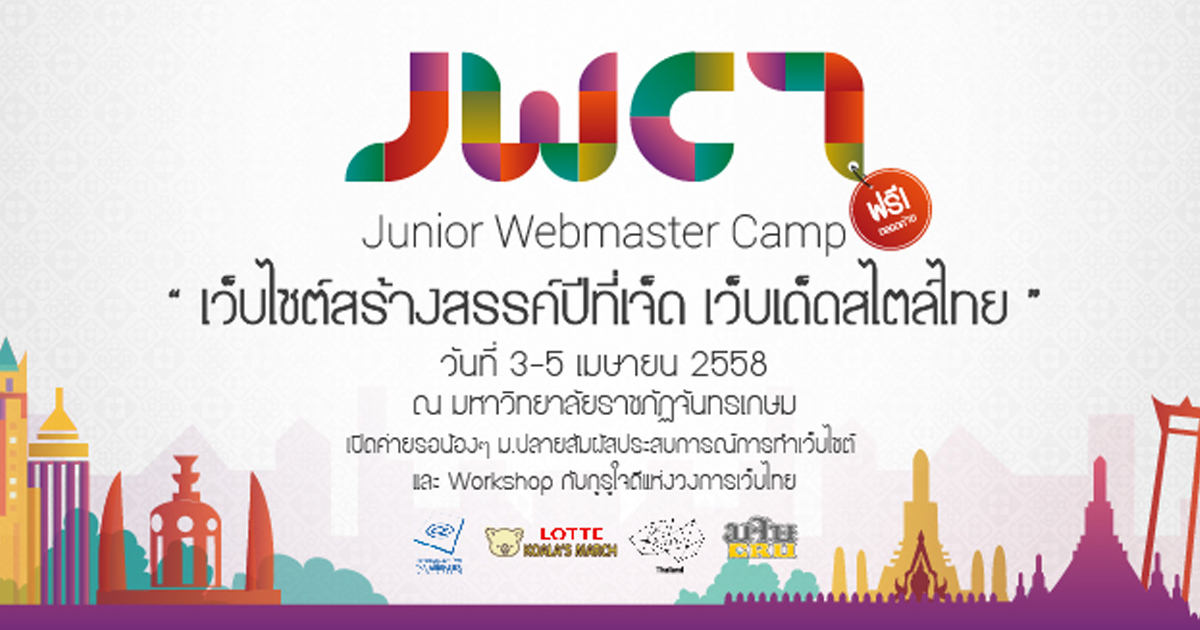 JWC7
ฟรี!
ตลอดค่าย
Junior Webmaster Camp
“ เว็บไซต์สร้างสรรค์ปีที่เจ็ด เว็บเด็ดสไตล์ไทย ”
วันที่ 3-5 เมษายน 2558
ณ มหาวิทยาลัยราชภัฏจันทรเกษม
เปิดค่ายรอน้องๆ ม.ปลายสัมผัสประสบการณ์การทำเว็บไซต์
และ Workshop กับกูรูใจดีแห่งวงการเว็บไทย
LOTTE
KOALA'S MARCH
Thailand
มจษ
CRU